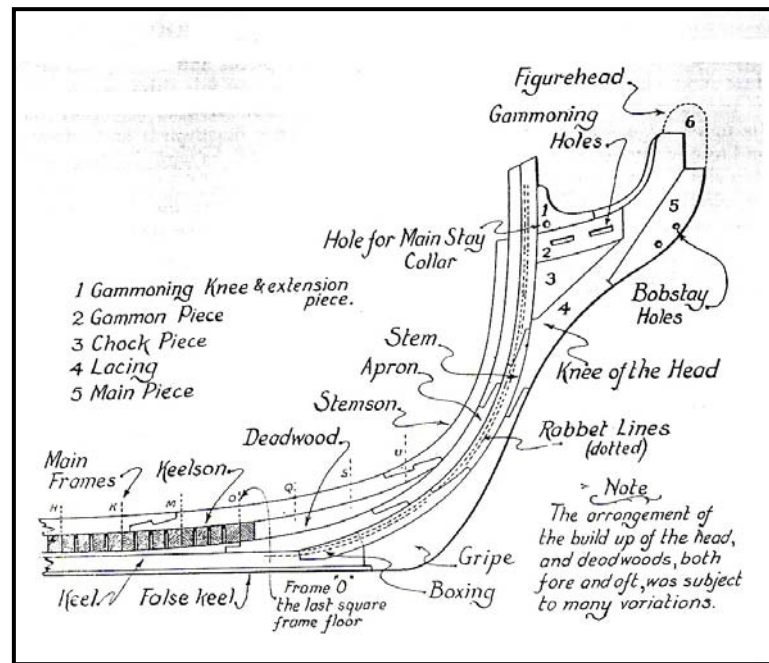 Figurehead
6
Gammoning
Holes
5
1
Hole for Main Stay
Collar
2
3
4
Bobstay
Holes
1 Gammoning Knee & extension
piece.
2 Gammon Piece
3 Chock Piece
4 Lacing
5 Main Piece
Stem
Apron
Stemson
Knee of the Head
Rabbet Lines
(dotted)
Deadwood
Main
Frames
Keelson
H K M O Q S U
Note
The arrangement of
the build up of the head,
and deadwoods, both
fore and aft, was subject
to many variations.
Gripe
Boxing
Keel
False keel
Frame "O"
the last square
frame floor